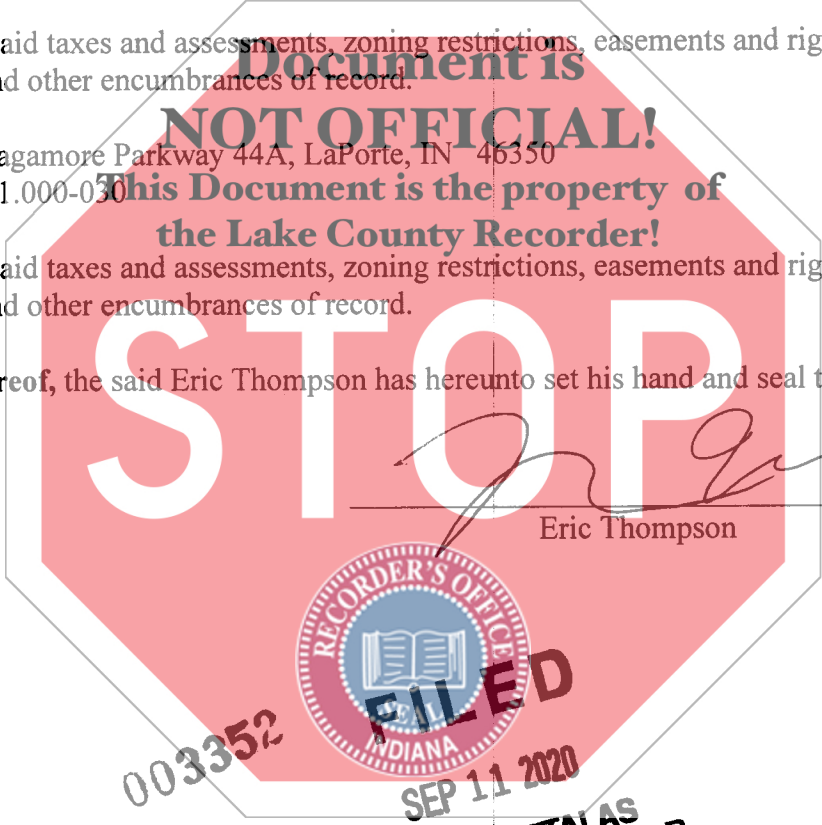 aid taxes and assessments, zoning restrictions, easements and rig
Document is
d other encumbrances of record.
NOT OFFICIAL!
agamore Parkway 44A, LaPorte, IN 46350
1.000-030
This Document is the property of
the Lake County Recorder!
aid taxes and assessments, zoning restrictions, easements and rig
d other encumbrances of record.
STOP
reof, the said Eric Thompson has hereunto set his hand and seal t
Eric Thompson
RECORDER'S OFFICE
SEAL
INDIANA
FILED
003352
SEP 11 2020